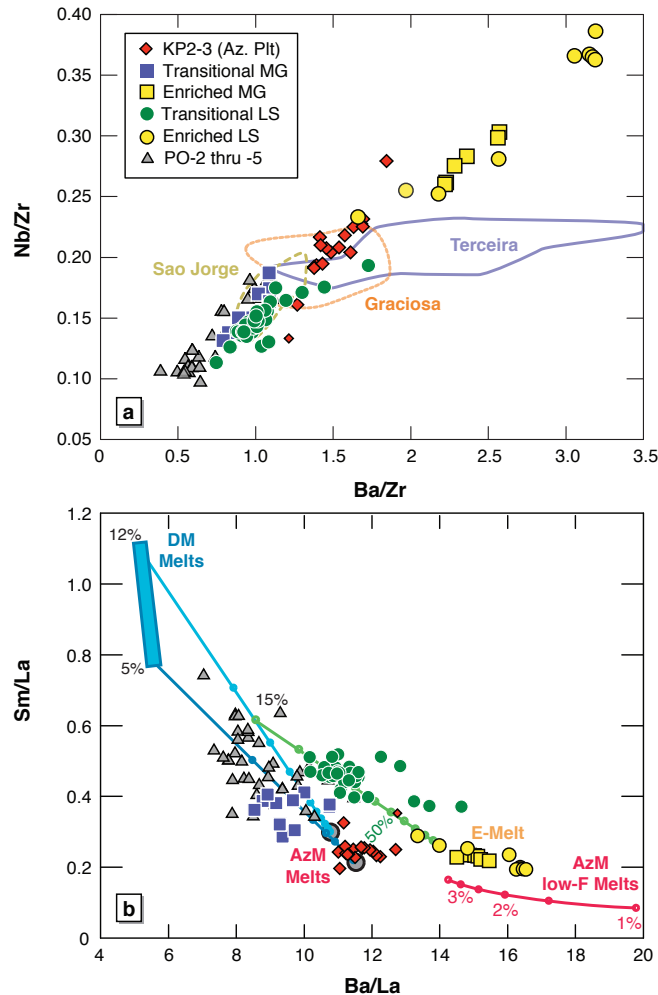 0.40
0.35
0.30
0.25
0.20
0.15
0.10
0.05
Nb/Zr
KP2-3 (Az. Plt)
Transitional MG
Enriched MG
Transitional LS
Enriched LS
PO-2 thru -5
Terceira
Sao Jorge
Graciosa
a
0
0.5
1.0
1.5
2.0
2.5
3.0
3.5
Ba/Zr
1.2
1.0
0.8
0.6
0.4
0.2
0
Sm/La
12%
DM
Melts
5%
15%
50%
E-Melt
AzM
Melts
AzM
low-F Melts
3%
2%
1%
b
4
6
8
10
12
14
16
18
20
Ba/La